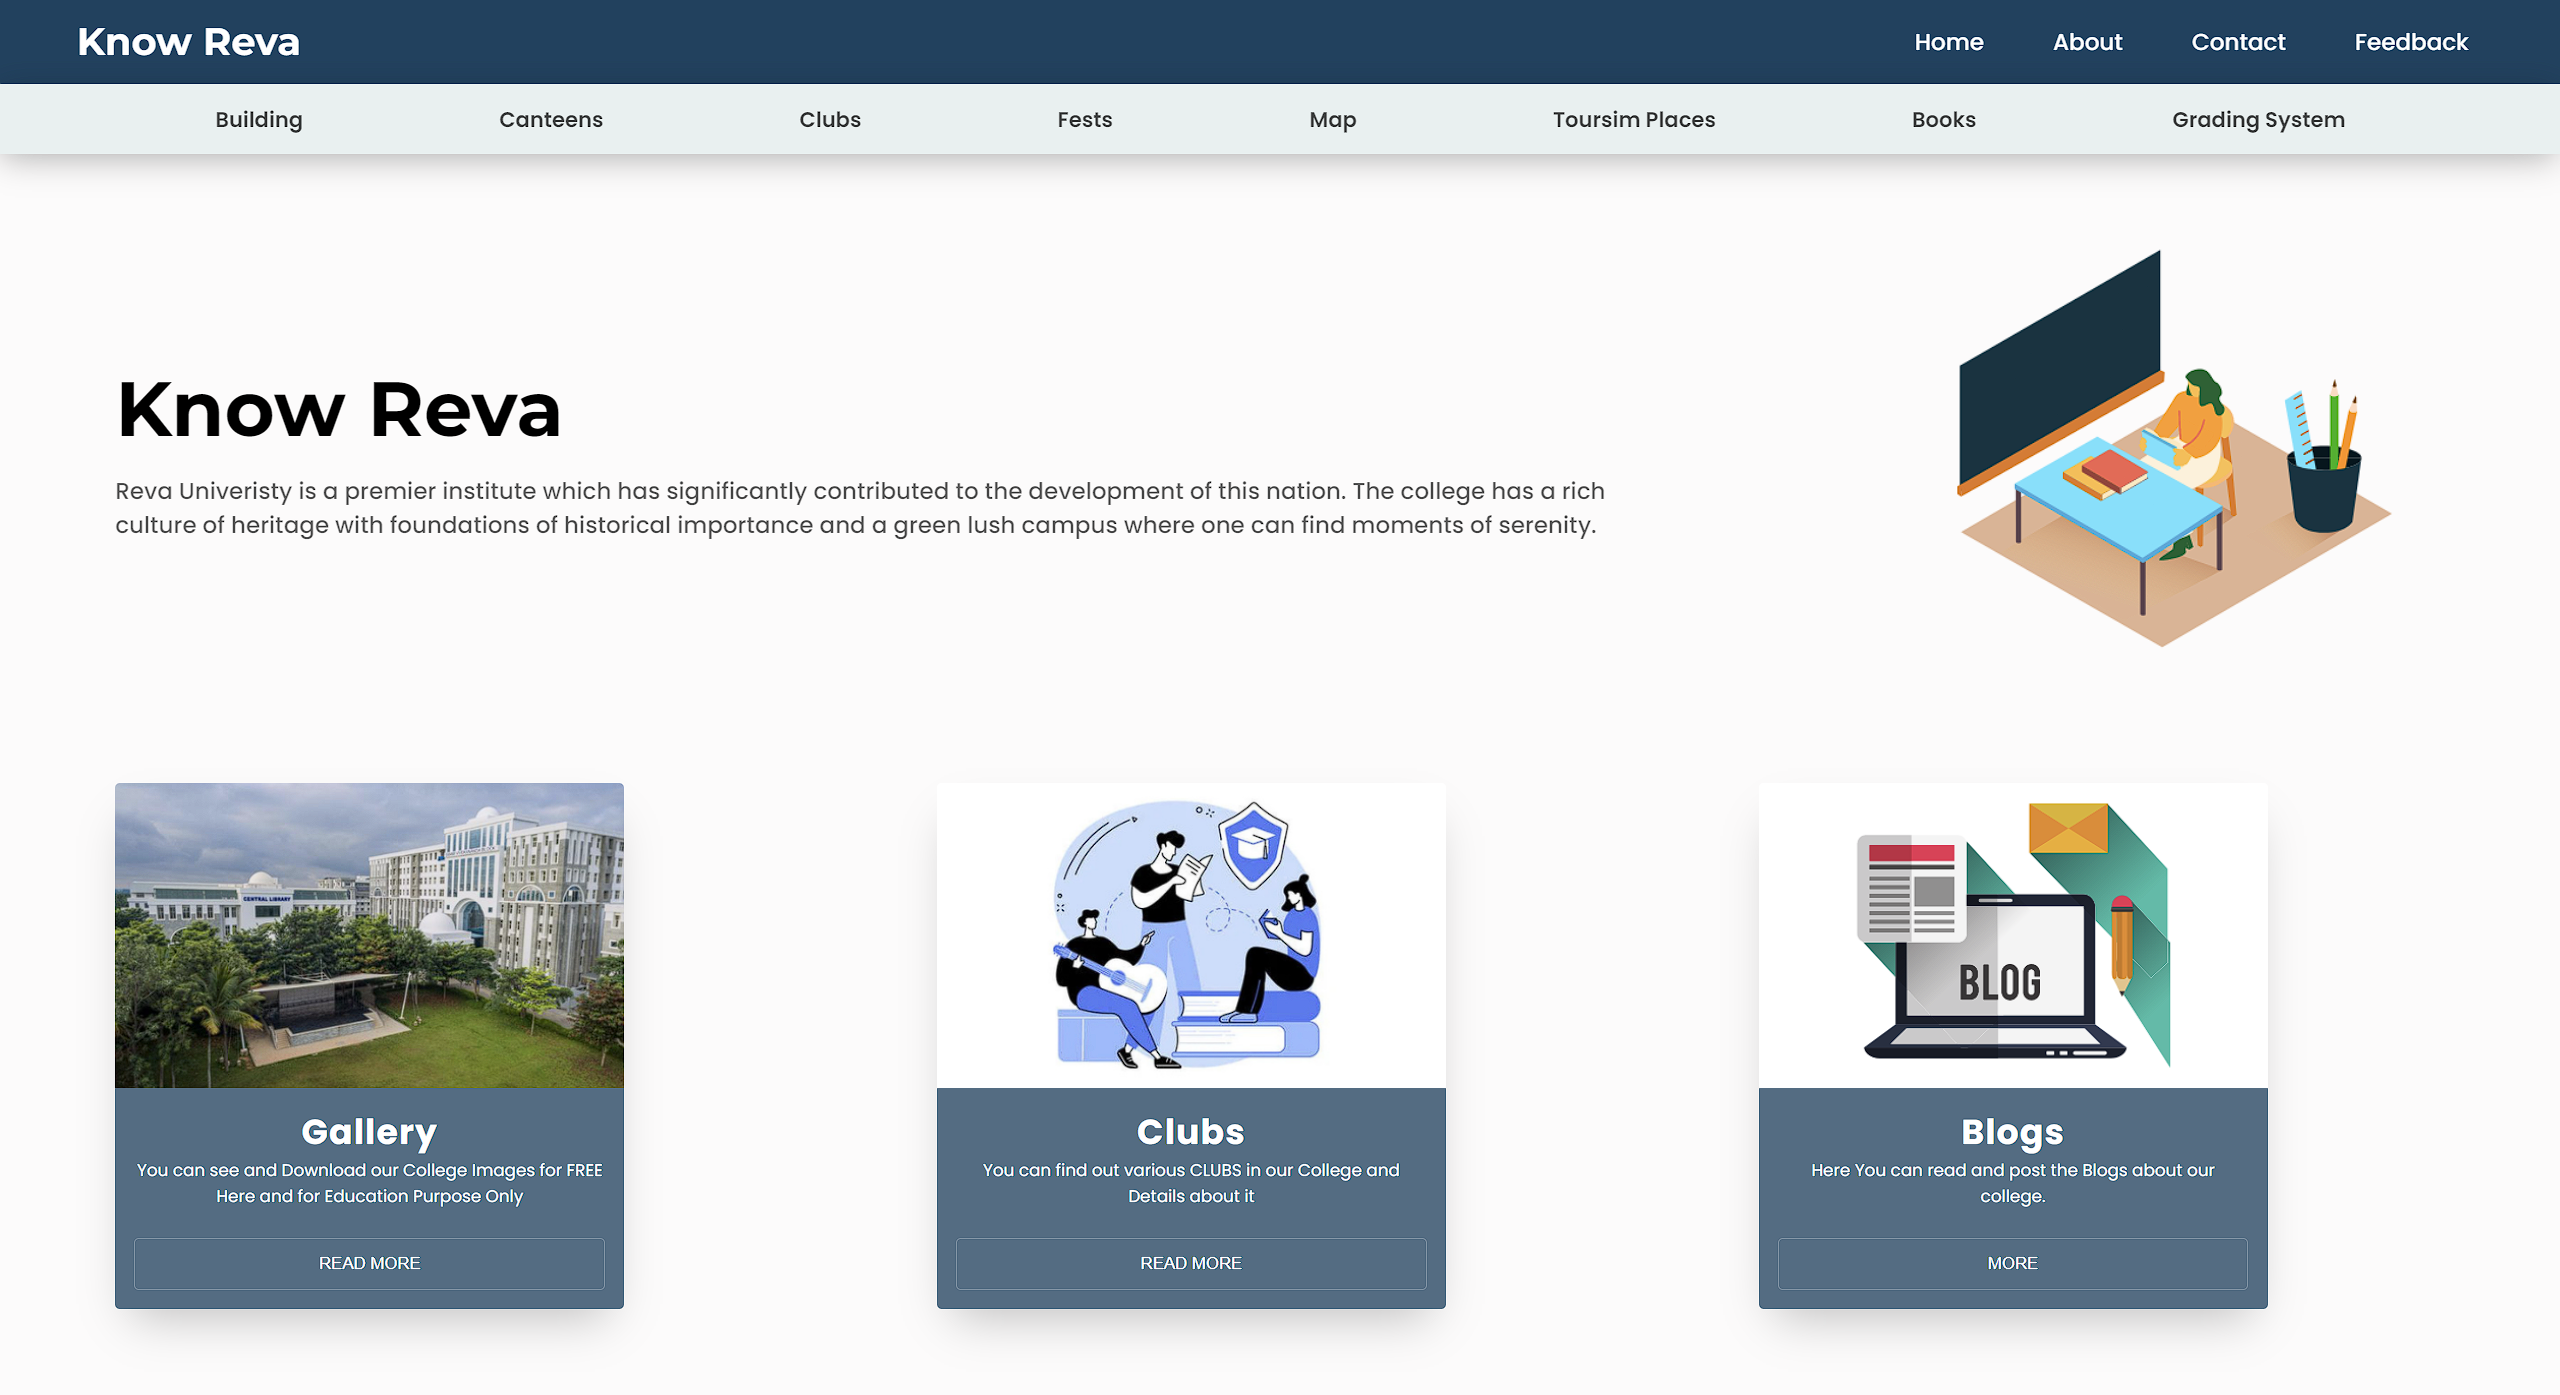 Know Reva
Home About Contact Feedback
Building Canteens Clubs Fests Map Toursim Places Books Grading System
Know Reva
Reva Univeristy is a premier institute which has significantly contributed to the development of this nation. The college has a rich
culture of heritage with foundations of historical importance and a green lush campus where one can find moments of serenity.
CENTRAL LIBRARY
Gallery
You can see and Download our College Images for FREE
Here and for Education Purpose Only
READ MORE
Clubs
You can find out various CLUBS in our College and
Details about it
READ MORE
BLOG
Blogs
Here You can read and post the Blogs about our
college.
MORE